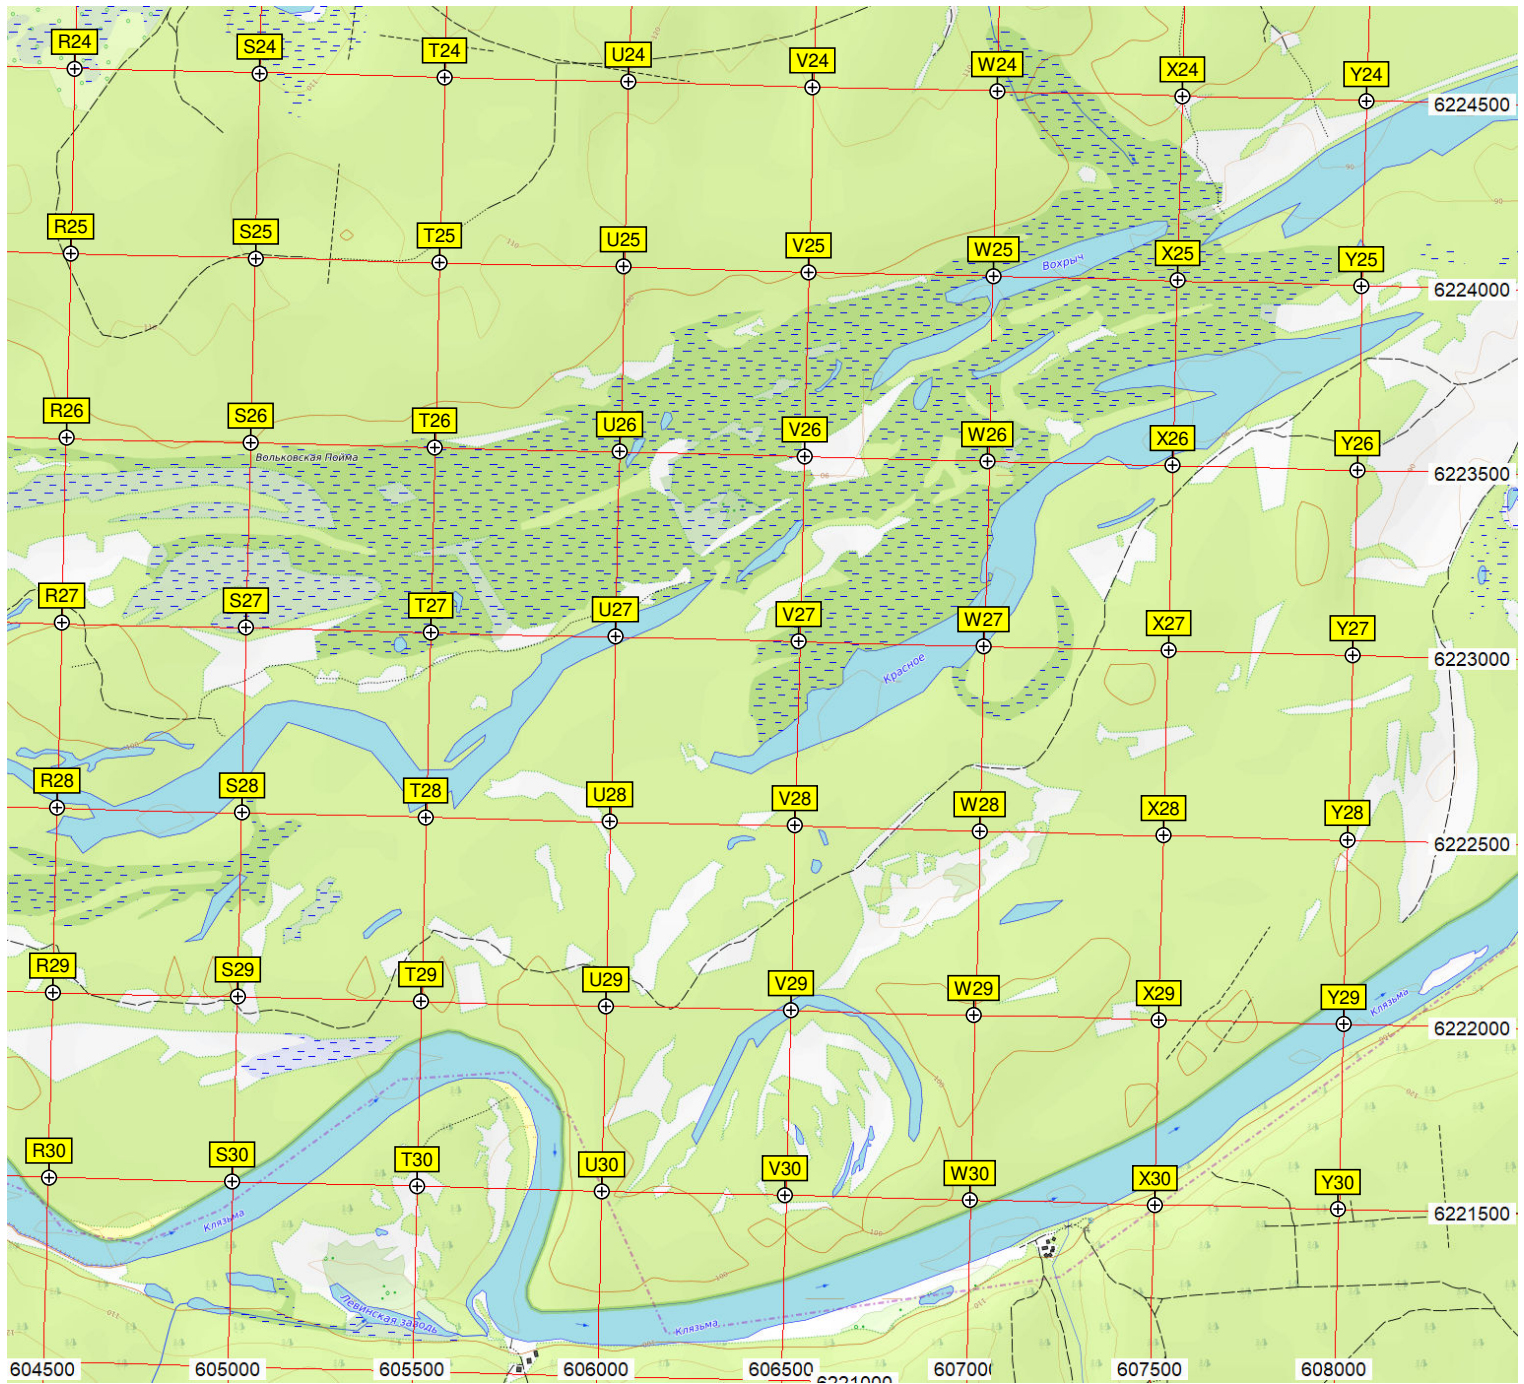 R24 S24 T24 U24 V24 W24 X24 Y24
6224500
R25 S25 T25 U25 V25 W25 X25 Y25
Вохрыч
6224000
R26 S26 T26 U26 V26 W26 X26 Y26
Вольковская Пойма
6223500
R27 S27 T27 U27 V27 W27 X27 Y27
6223000
Красное
R28 S28 T28 U28 V28 W28 X28 Y28
6222500
R29 S29 T29 U29 V29 W29 X29 Y29
Клязьма
6222000
R30 S30 T30 U30 V30 W30 X30 Y30
Клязьма
6221500
Левинская заводь
Клязьма
604500 605000 605500 606000 606500 60700 607500 608000
6221000